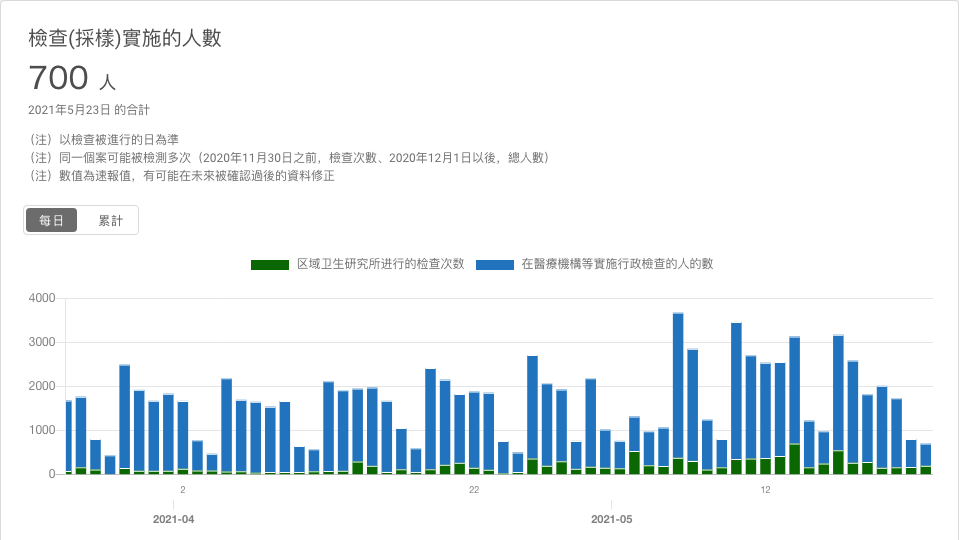 檢查(採樣)實施的人數
700 人
2021年5月23日 的合計
（注）以檢查被進行的日為準
（注）同一個案可能被檢測多次（2020年11月30日之前，檢查次數、2020年12月1日以後，總人數）
（注）數值為速報值，有可能在未來被確認過後的資料修正
每日 累計
区域卫生研究所进行的检查次数 在醫療機構等實施行政檢查的人的數
4000
3000
2000
1000
0
2 22 12
2021-04 2021-05